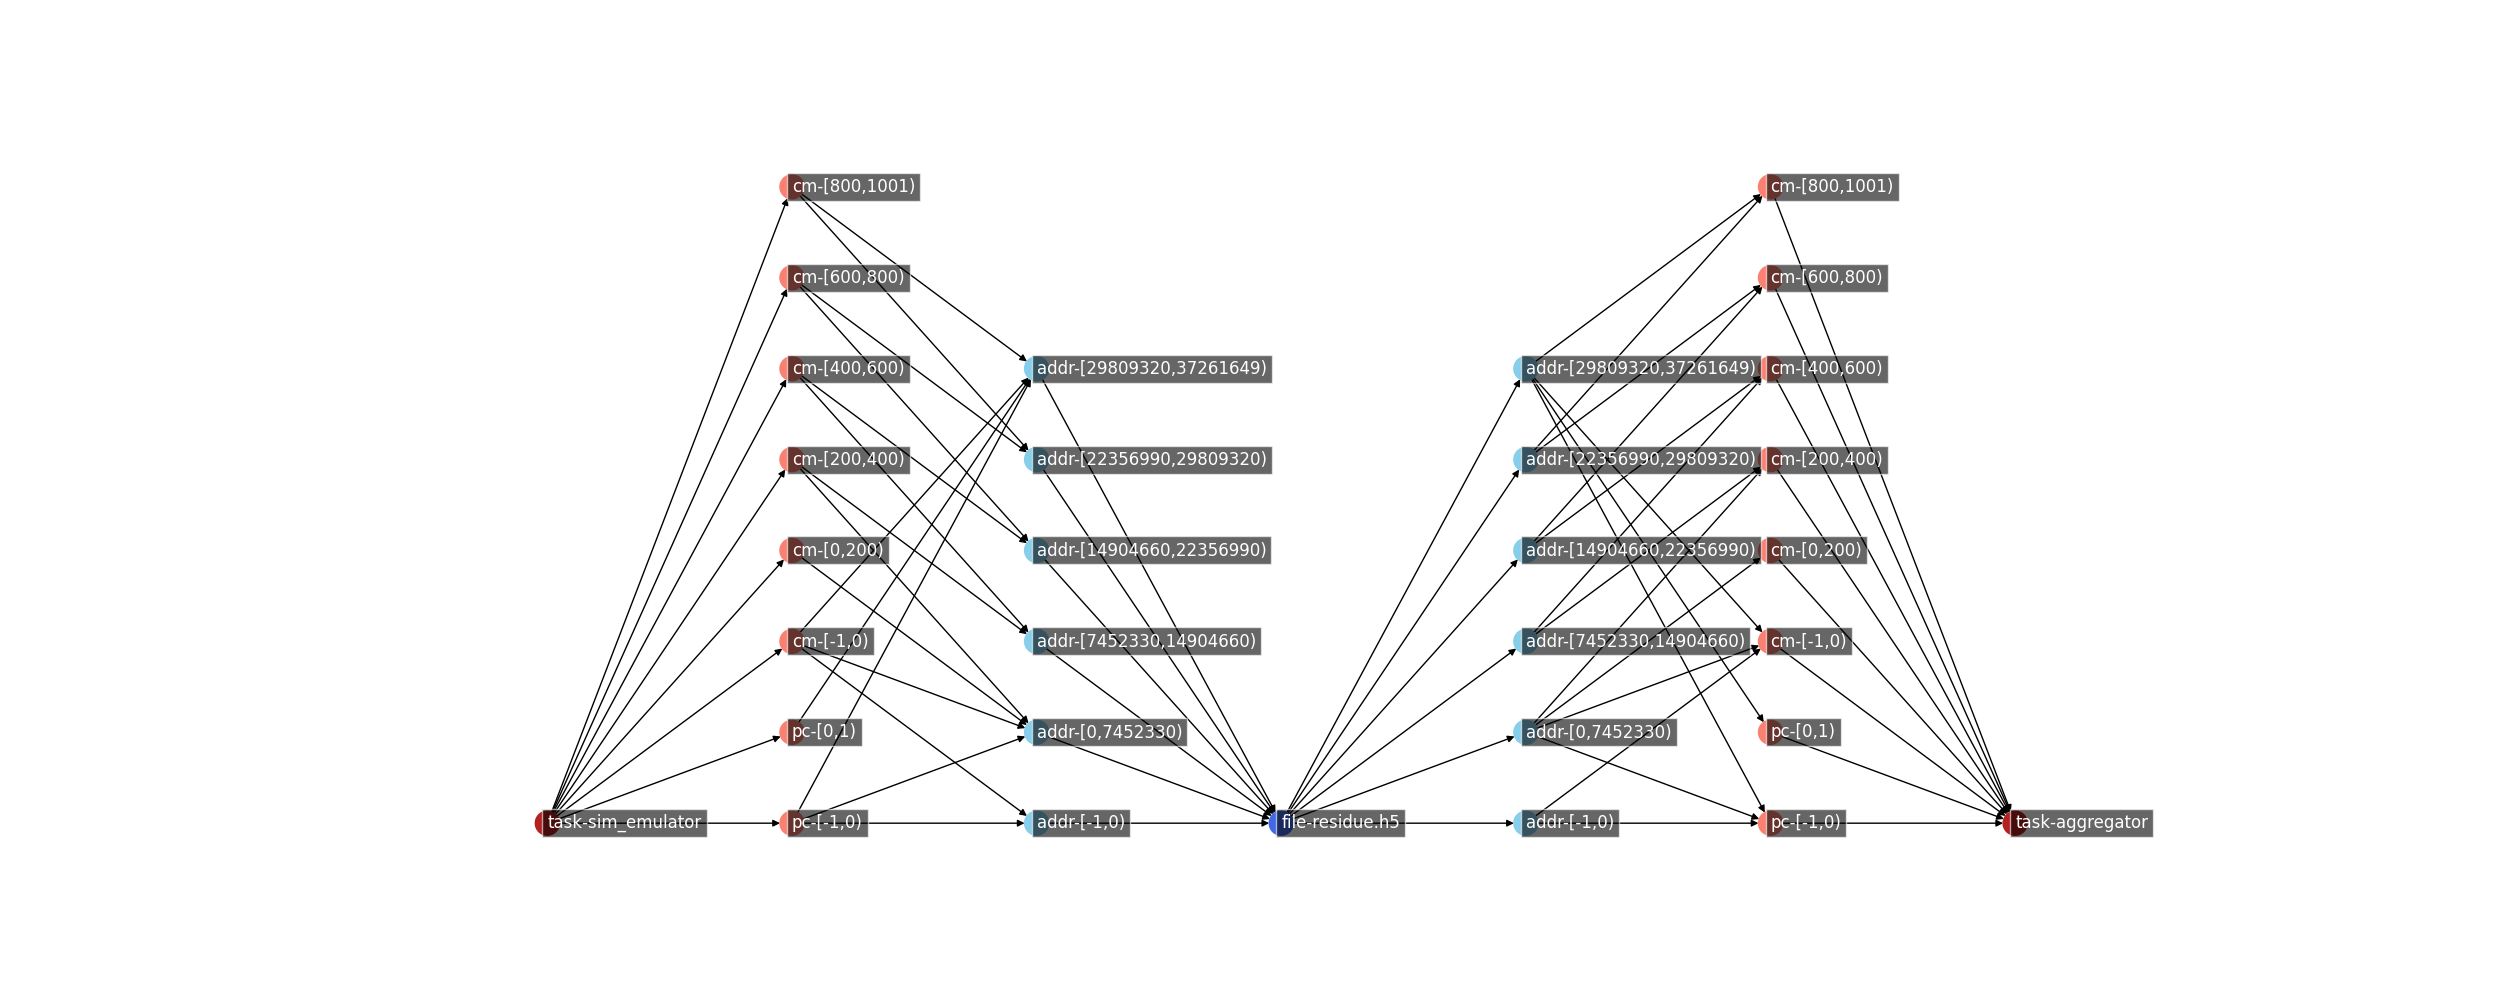 cm-[800,1001)
cm-[800,1001)
cm-[600,800)
cm-[600,800)
cm-[400,600)
addr-[29809320,37261649)
addr-[29809320,37261649)
cm-[400,600)
cm-[200,400)
addr-[22356990,29809320)
addr-[22356990,29809320)
cm-[200,400)
cm-[0,200)
addr-[14904660,22356990)
addr-[14904660,22356990)
cm-[0,200)
cm-[-1,0)
addr-[7452330,14904660)
addr-[7452330,14904660)
cm-[-1,0)
pc-[0,1)
addr-[0,7452330)
addr-[0,7452330)
pc-[0,1)
task-sim_emulator
pc-[-1,0)
addr-[-1,0)
file-residue.h5
addr-[-1,0)
pc-[-1,0)
task-aggregator